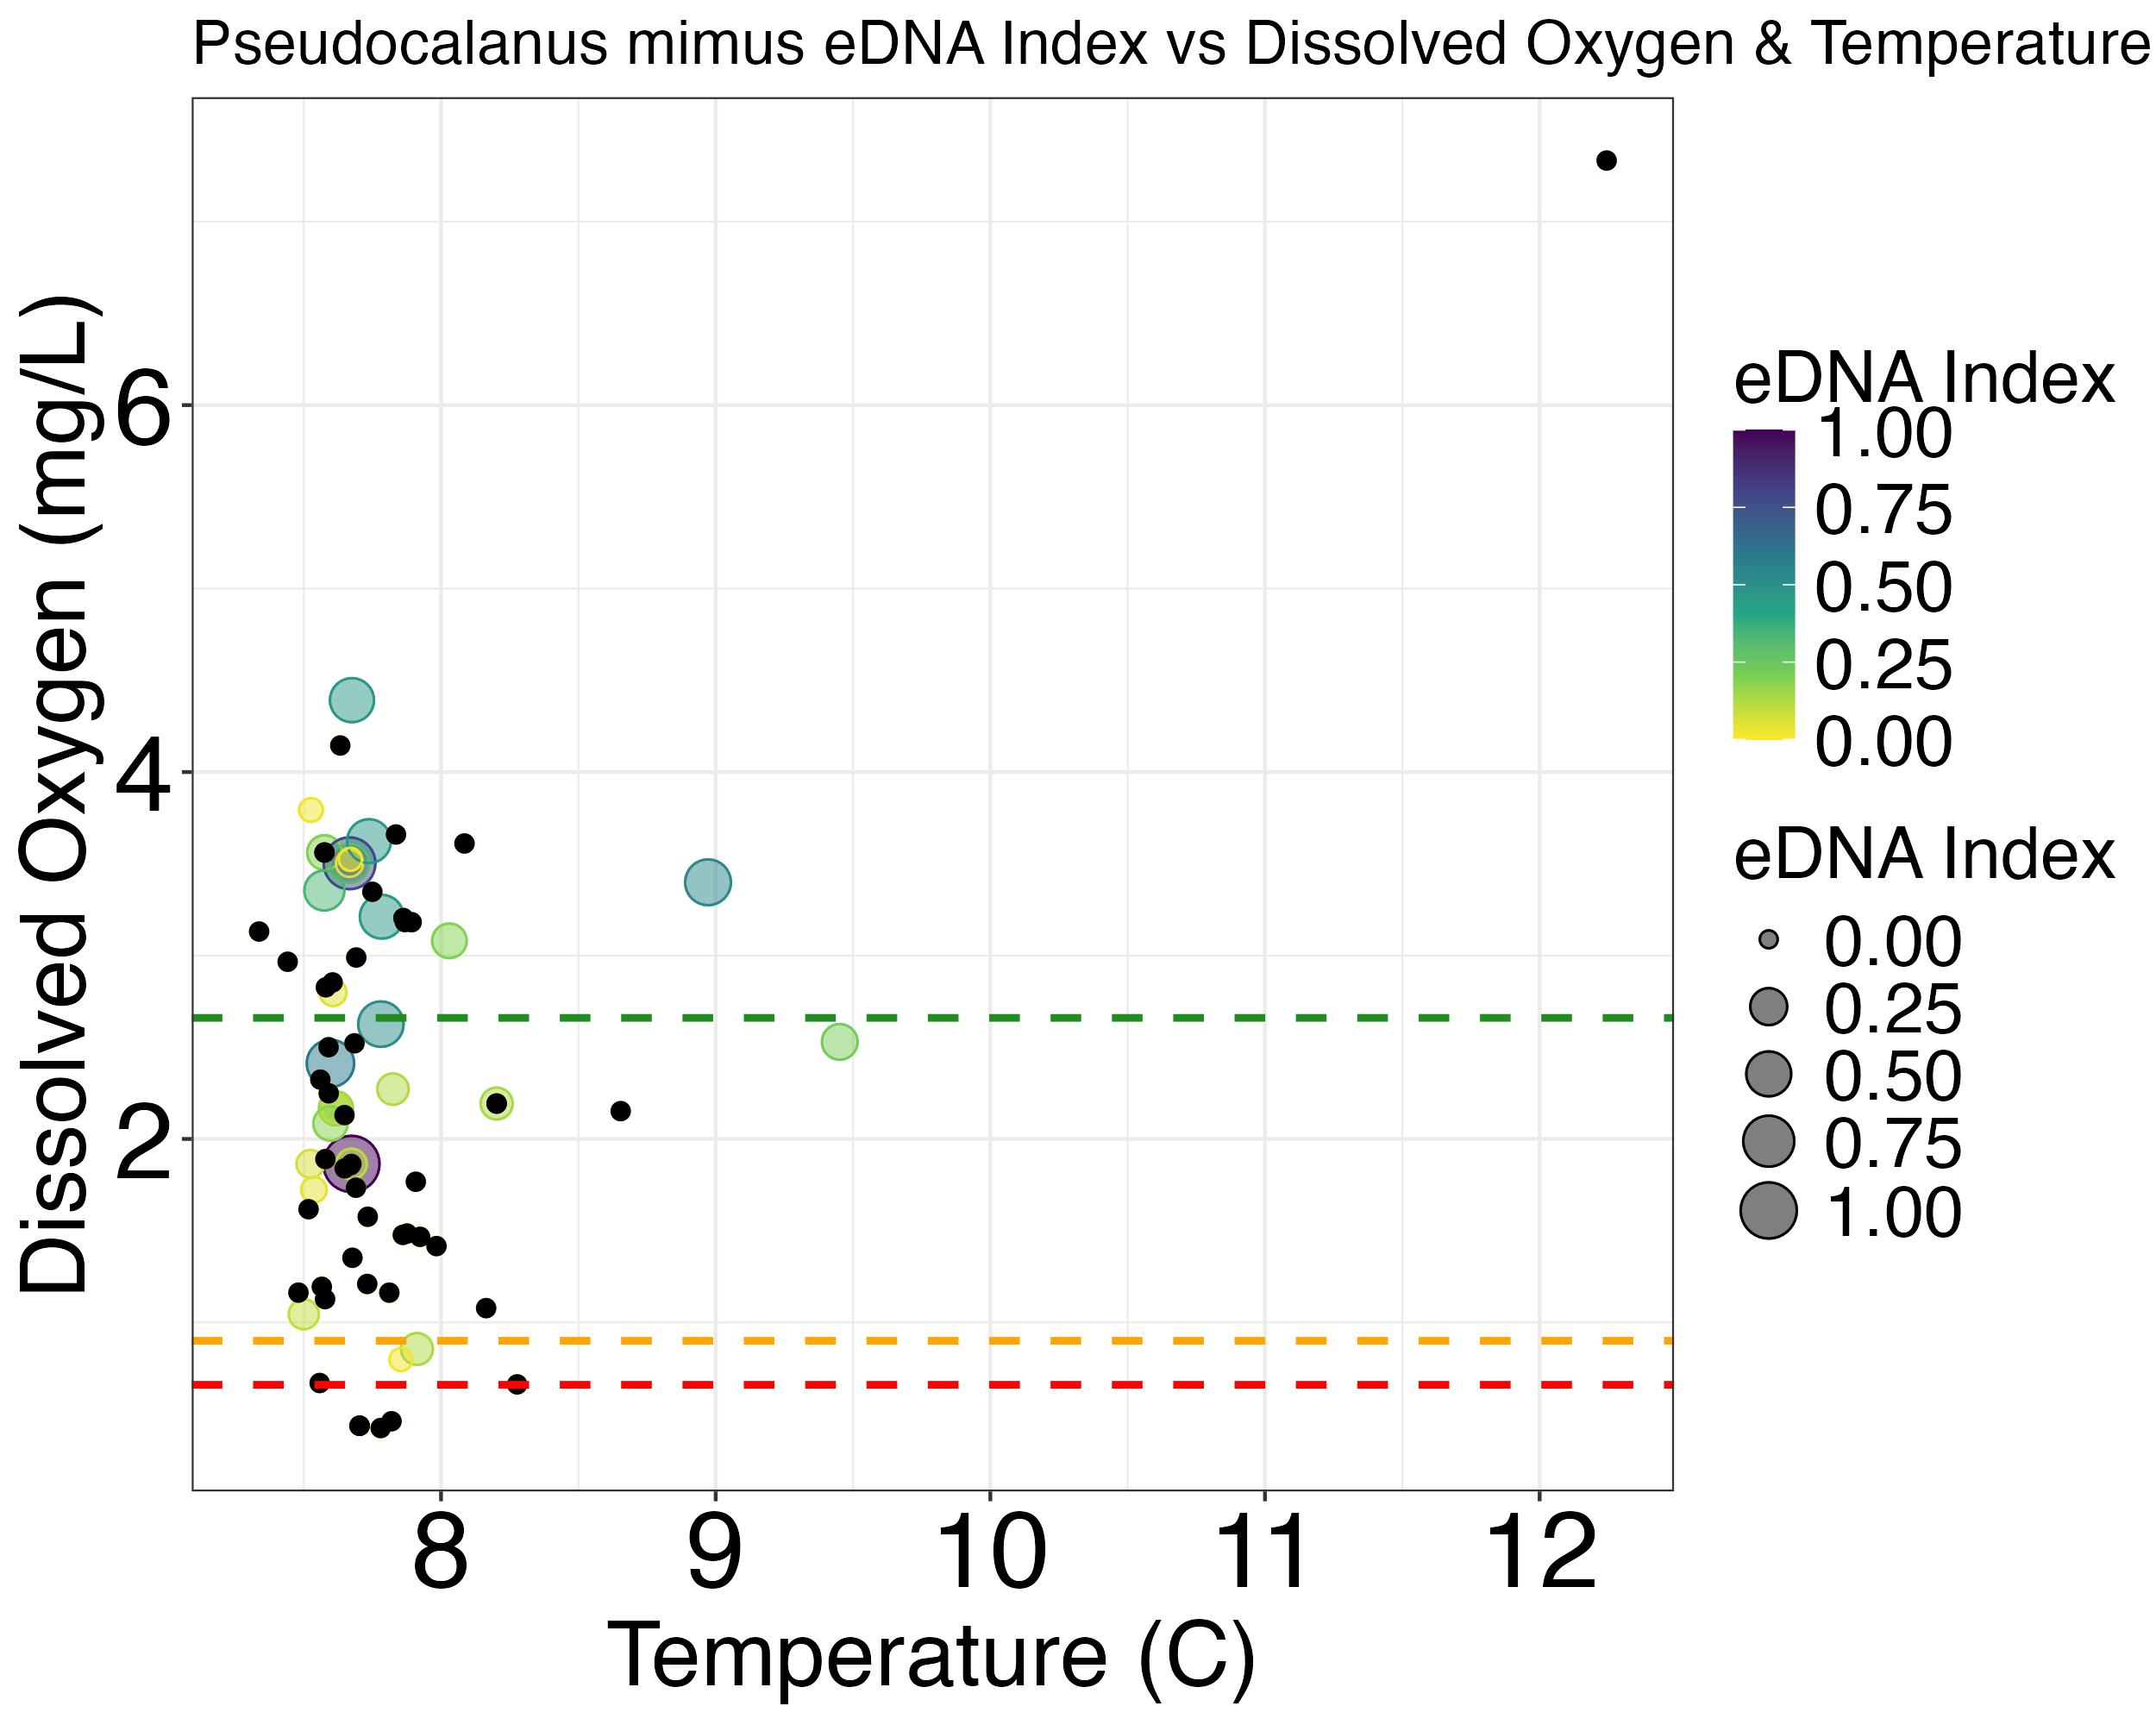 Pseudocalanus mimus eDNA Index vs Dissolved Oxygen & Temperature
Dissolved Oxygen (mg/L)
6
4
2
8 9 10 11 12
Temperature (C)
eDNA Index
1.00
0.75
0.50
0.25
0.00
eDNA Index
0.00
0.25
0.50
0.75
1.00